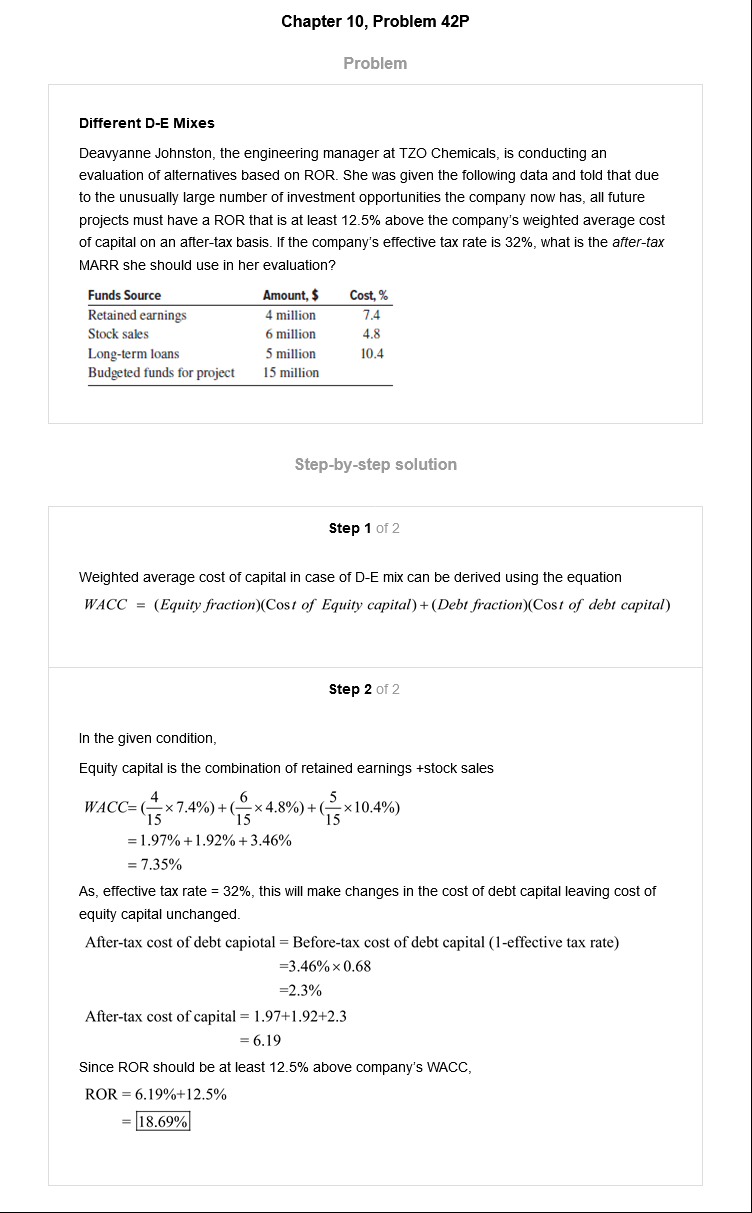 Chapter 10, Problem 42P
Problem
Different D-E Mixes
Deavyanne Johnston, the engineering manager at TZO Chemicals, is conducting an
evaluation of alternatives based on ROR. She was given the following data and told that due
to the unusually large number of investment opportunities the company now has, all future
projects must have a ROR that is at least 12.5% above the company's weighted average cost
of capital on an after-tax basis. If the company's effective tax rate is 32%, what is the after-tax
MARR she should use in her evaluation?
Funds Source Amount, $ Cost, %
Retained earnings 4 million 7.4
Stock sales 6 million 4.8
Long-term loans 5 million 10.4
Budgeted funds for project 15 million
Step-by-step solution
Step 1 of 2
Weighted average cost of capital in case of D-E mix can be derived using the equation
WACC = (Equity fraction)(Cost of Equity capital) + (Debt fraction)(Cost of debt capital)
Step 2 of 2
In the given condition,
Equity capital is the combination of retained earnings +stock sales
WACC= (4/15 × 7.4%) + (6/15 × 4.8%) + (5/15 × 10.4%)
= 1.97% + 1.92% + 3.46%
= 7.35%
As, effective tax rate = 32%, this will make changes in the cost of debt capital leaving cost of
equity capital unchanged.
After-tax cost of debt capiotal = Before-tax cost of debt capital (1-effective tax rate)
=3.46% × 0.68
=2.3%
After-tax cost of capital = 1.97+1.92+2.3
= 6.19
Since ROR should be at least 12.5% above company's WACC,
ROR = 6.19%+12.5%
= 18.69%